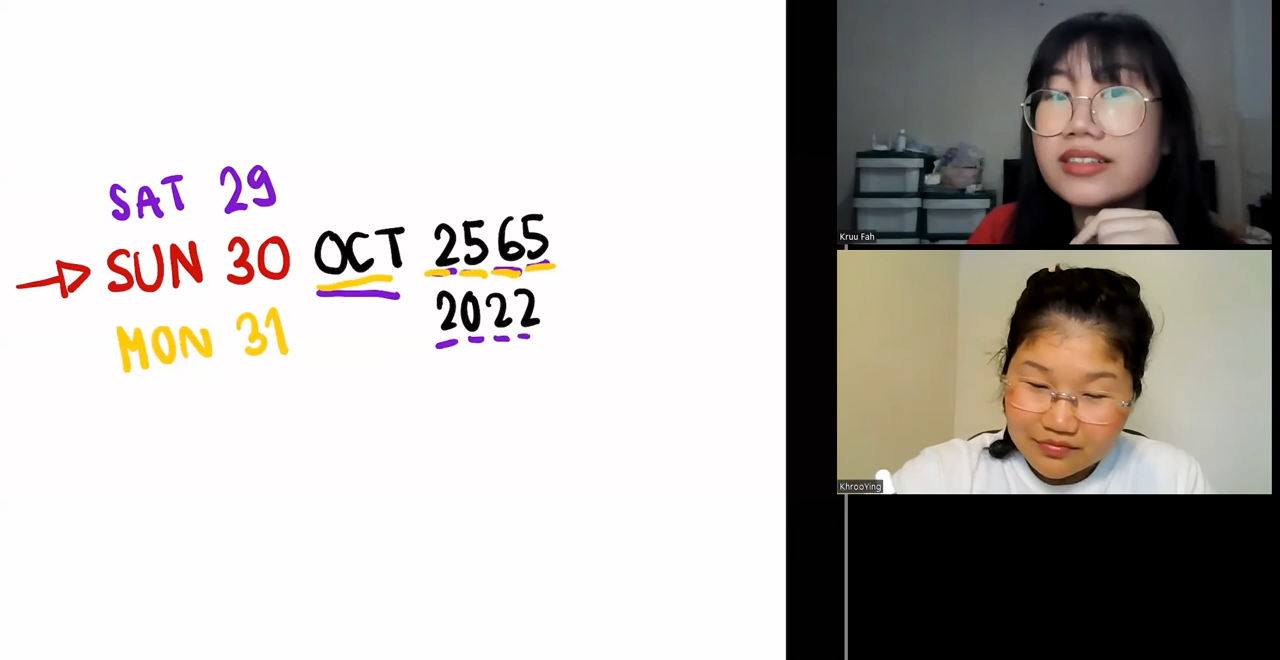 SAT 29
SUN 30 OCT 2565
MON 31 2022
Kruu Fah
KhrooYing